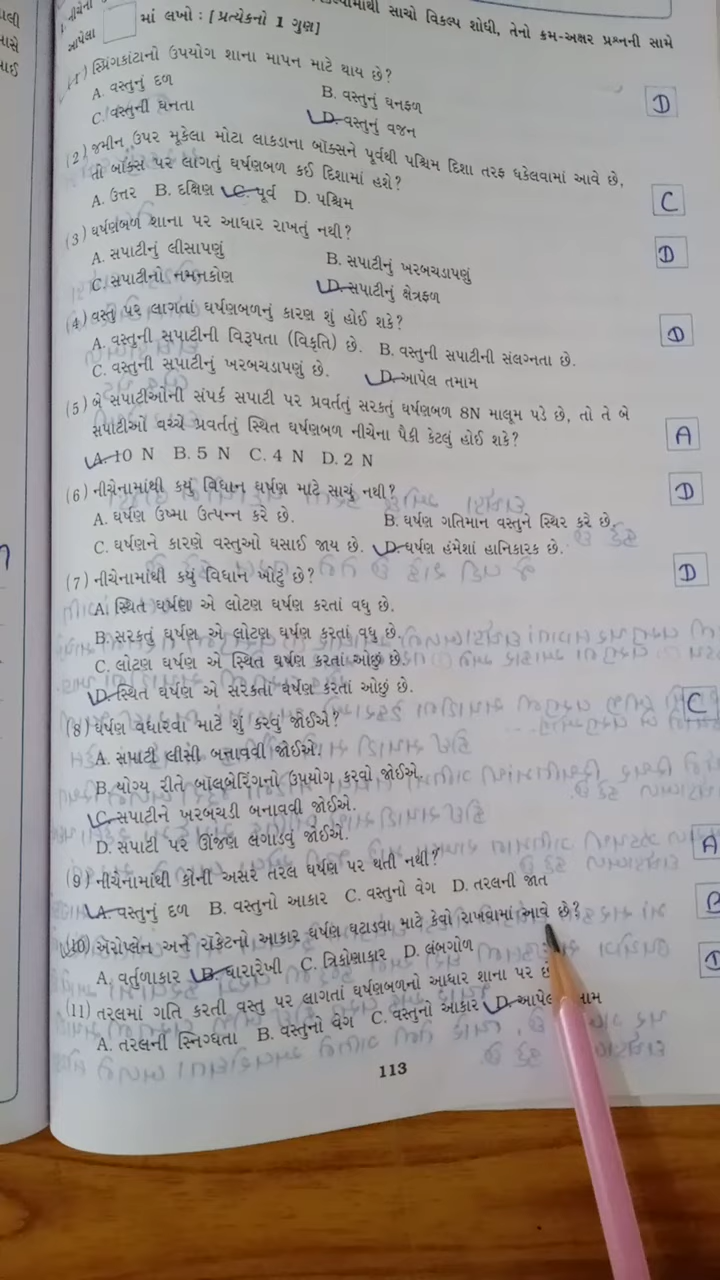 સાચો વિકલ્પ શોધી, તેનો ક્રમ-અક્ષર પ્રશ્નની સામે
આપેલા માં લખો : [પ્રત્યેકનો 1 ગુણ]
(1) સ્પ્રિંગકાંટાનો ઉપયોગ શાના માપન માટે થાય છે?
A. વસ્તુનું દળ B. વસ્તુનું ઘનફળ D
C. વસ્તુની ઘનતા D. વસ્તુનું વજન
(2) જમીન ઉપર મૂકેલા મોટા લાકડાના બૉક્સને પૂર્વથી પશ્ચિમ દિશા તરફ ધકેલવામાં આવે છે,
તો બૉક્સ પર લાગતું ઘર્ષણબળ કઈ દિશામાં હશે?
A. ઉત્તર B. દક્ષિણ C. પૂર્વ D. પશ્ચિમ C
(3) ઘર્ષણબળ શાના પર આધાર રાખતું નથી?
A. સપાટીનું લીસાપણું B. સપાટીનું ખરબચડાપણું D
C. સપાટીનો નમનકોણ D. સપાટીનું ક્ષેત્રફળ
(4) વસ્તુ પર લાગતાં ઘર્ષણબળનું કારણ શું હોઈ શકે?
A. વસ્તુની સપાટીની વિરૂપતા (વિકૃતિ) છે. B. વસ્તુની સપાટીની સંલગ્નતા છે. D
C. વસ્તુની સપાટીનું ખરબચડાપણું છે. D. આપેલ તમામ
(5) બે સપાટીઓની સંપર્ક સપાટી પર પ્રવર્તતું સરકતું ઘર્ષણબળ 8N માલૂમ પડે છે, તો તે બે
સપાટીઓ વચ્ચે પ્રવર્તતું સ્થિત ઘર્ષણબળ નીચેના પૈકી કેટલું હોઈ શકે? A
A. 10 N B. 5 N C. 4 N D. 2 N
(6) નીચેનામાંથી કયું વિધાન ઘર્ષણ માટે સાચું નથી? D
A. ઘર્ષણ ઉષ્મા ઉત્પન્ન કરે છે. B. ઘર્ષણ ગતિમાન વસ્તુને સ્થિર કરે છે.
C. ઘર્ષણને કારણે વસ્તુઓ ઘસાઈ જાય છે. D. ઘર્ષણ હંમેશાં હાનિકારક છે.
(7) નીચેનામાંથી કયું વિધાન ખોટું છે? D
A. સ્થિત ઘર્ષણ એ લોટણ ઘર્ષણ કરતાં વધુ છે.
B. સરકતું ઘર્ષણ એ લોટણ ઘર્ષણ કરતાં વધુ છે.
C. લોટણ ઘર્ષણ એ સ્થિત ઘર્ષણ કરતાં ઓછું છે.
D. સ્થિત ઘર્ષણ એ સરકતા ઘર્ષણ કરતાં ઓછું છે.
(8) ઘર્ષણ વધારવા માટે શું કરવું જોઈએ? C
A. સપાટી લીસી બનાવવી જોઈએ.
B. યોગ્ય રીતે બૉલબેરિંગનો ઉપયોગ કરવો જોઈએ.
C. સપાટીને ખરબચડી બનાવવી જોઈએ.
D. સપાટી પર ઊંજણ લગાડવું જોઈએ.
(9) નીચેનામાંથી કોની અસર તરલ ઘર્ષણ પર થતી નથી? A
A. વસ્તુનું દળ B. વસ્તુનો આકાર C. વસ્તુનો વેગ D. તરલની જાત
(10) ઍરોપ્લેન અને રૉકેટનો આકાર ઘર્ષણ ઘટાડવા માટે કેવો રાખવામાં આવે છે? B
A. વર્તુળાકાર B. ધારારેખી C. ત્રિકોણાકાર D. લંબગોળ
(11) તરલમાં ગતિ કરતી વસ્તુ પર લાગતાં ઘર્ષણબળનો આધાર શાના પર છે D
A. તરલની સ્નિગ્ધતા B. વસ્તુનો વેગ C. વસ્તુનો આકાર D. આપેલ
113